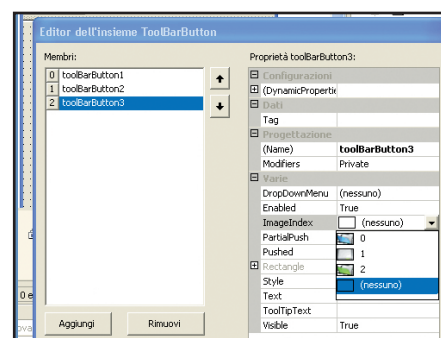 Editor dell'insieme ToolBarButton
Membri:
0 toolBarButton1
1 toolBarButton2
2 toolBarButton3
Aggiungi Rimuovi
Proprietà toolBarButton3:
Configurazioni
(DynamicPropertie
Dati
Tag
Progettazione
(Name) toolBarButton3
Modifiers Private
Varie
DropDownMenu (nessuno)
Enabled True
ImageIndex (nessuno)
PartialPush 0
Pushed 1
Rectangle 2
Style (nessuno)
Text
ToolTipText
Visible True
0 e